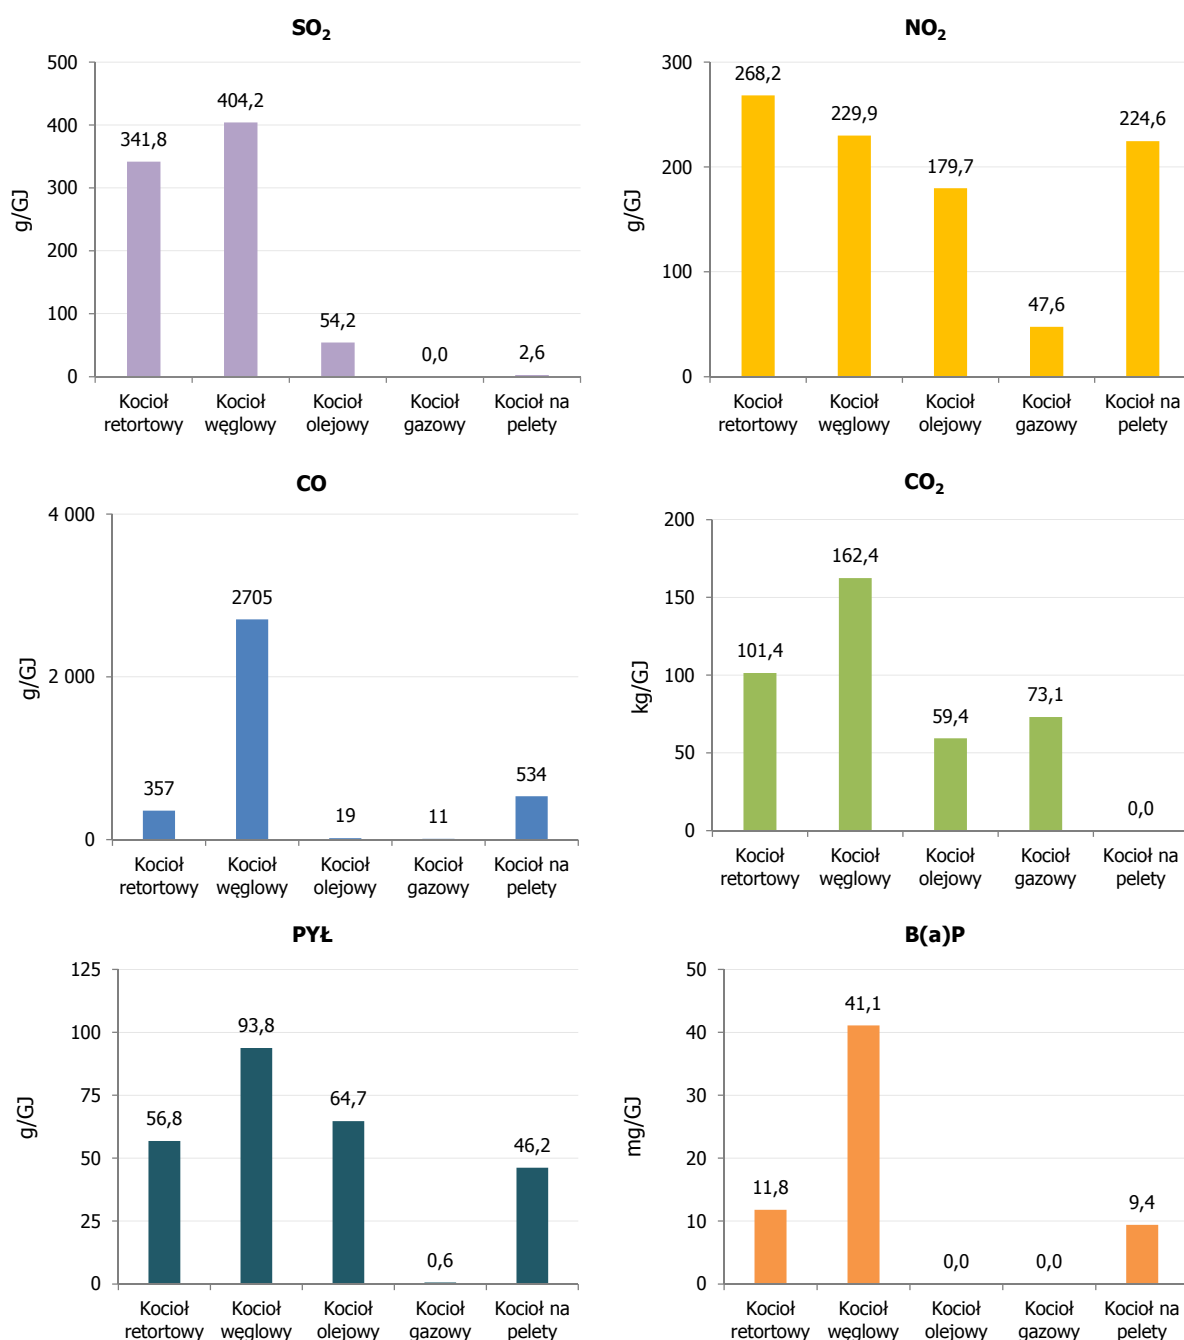 SO₂
500
400
300
200
100
0
g/GJ
341,8
404,2
54,2
0,0
2,6
Kocioł retortowy
Kocioł węglowy
Kocioł olejowy
Kocioł gazowy
Kocioł na pelety
NO₂
300
200
100
0
g/GJ
268,2
229,9
179,7
47,6
224,6
Kocioł retortowy
Kocioł węglowy
Kocioł olejowy
Kocioł gazowy
Kocioł na pelety
CO
4 000
2 000
0
g/GJ
357
2705
19
11
534
Kocioł retortowy
Kocioł węglowy
Kocioł olejowy
Kocioł gazowy
Kocioł na pelety
CO₂
200
150
100
50
0
kg/GJ
101,4
162,4
59,4
73,1
0,0
Kocioł retortowy
Kocioł węglowy
Kocioł olejowy
Kocioł gazowy
Kocioł na pelety
PYŁ
125
100
75
50
25
0
g/GJ
56,8
93,8
64,7
0,6
46,2
Kocioł retortowy
Kocioł węglowy
Kocioł olejowy
Kocioł gazowy
Kocioł na pelety
B(a)P
50
40
30
20
10
0
mg/GJ
11,8
41,1
0,0
0,0
9,4
Kocioł retortowy
Kocioł węglowy
Kocioł olejowy
Kocioł gazowy
Kocioł na pelety